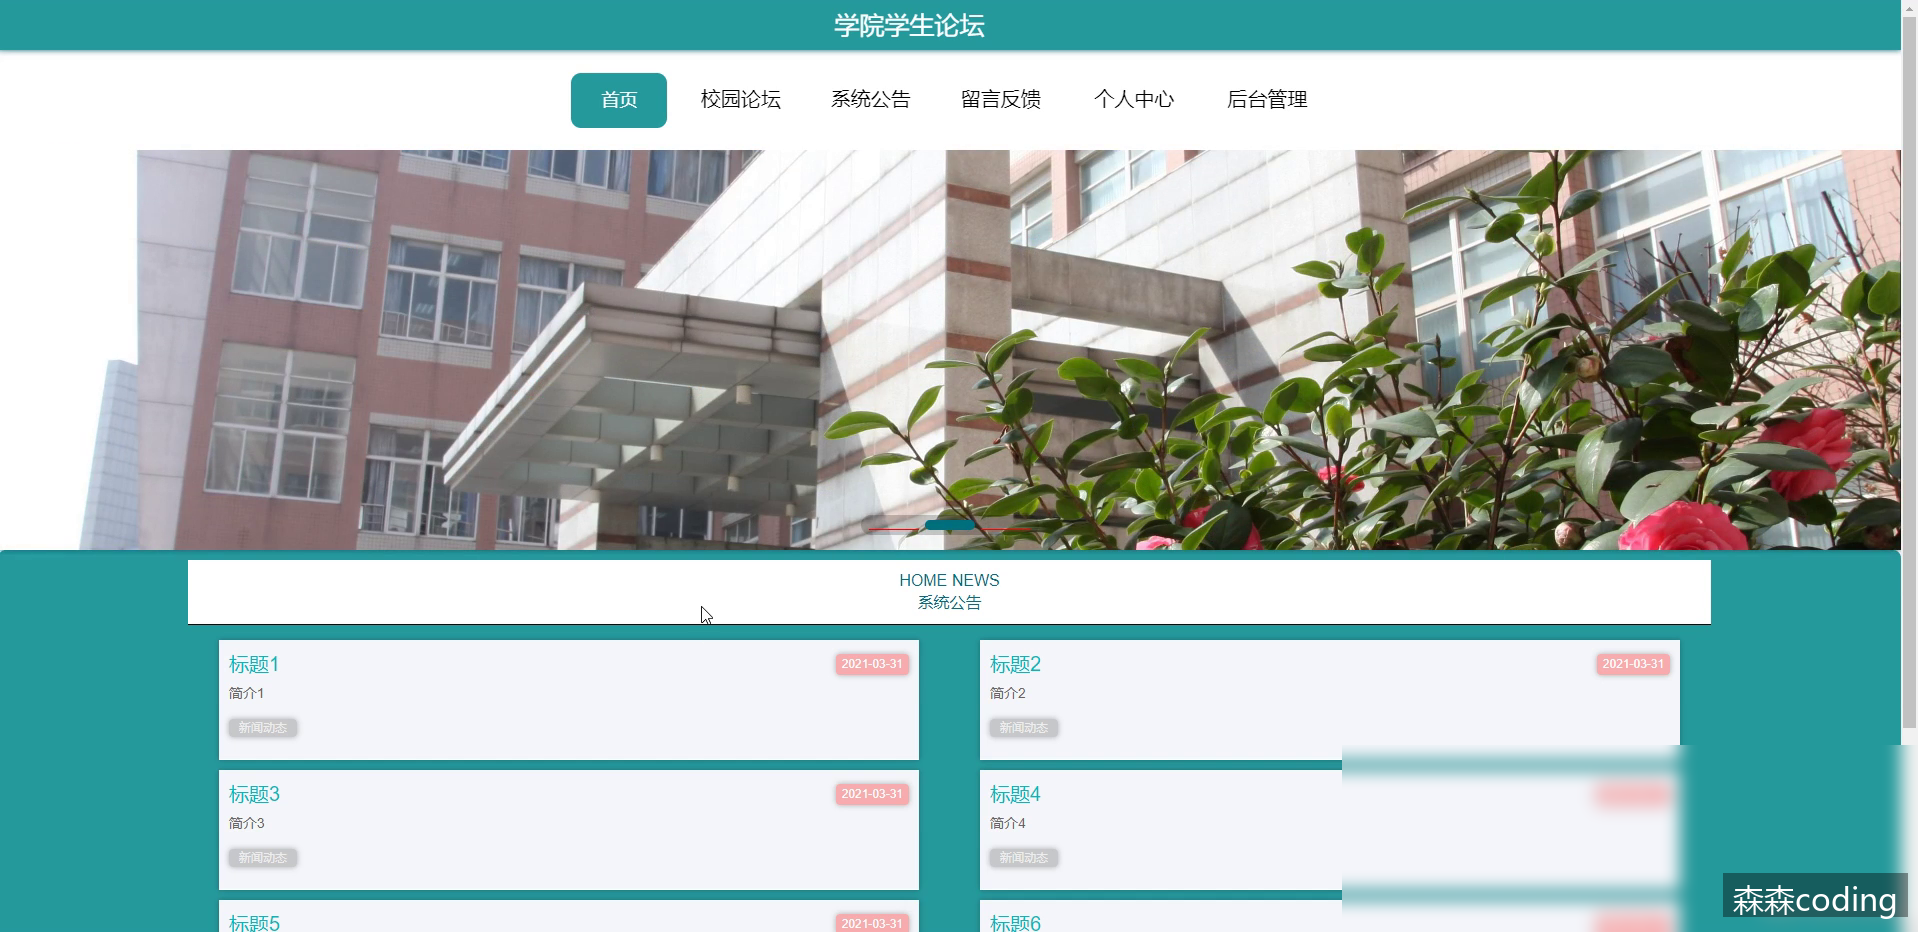 学院学生论坛
首页 校园论坛 系统公告 留言反馈 个人中心 后台管理
HOME NEWS
系统公告
标题1 2021-03-31
简介1
新闻动态
标题2 2021-03-31
简介2
新闻动态
标题3 2021-03-31
简介3
新闻动态
标题4
简介4
新闻动态
标题5 2021-03-31
标题6
森森coding